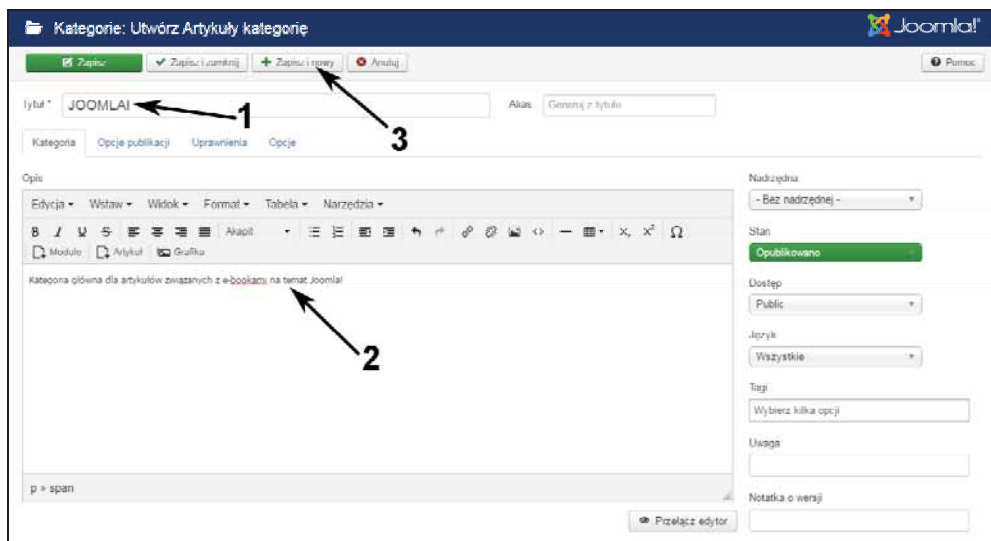 Kategorie: Utwórz Artykuły kategorię
Joomla!
Zapisz
Zapisz i zamknij
Zapisz i nowy
Anuluj
Pomoc
Tytuł *
JOOMLA!
1
Alias
Generuj z tytułu
3
Kategoria
Opcje publikacji
Uprawnienia
Opcje
Opis
Edycja
Wstaw
Widok
Format
Tabela
Narzędzia
B I U S
Akapit
x, x² Ω
Moduł
Artykuł
Grafika
Kategoria główna dla artykułów związanych z e-bookami na temat Joomla!
2
p » span
Przełącz edytor
Nadrzędna
- Bez nadrzędnej -
Stan
Opublikowano
Dostęp
Public
Język
Wszystkie
Tagi
Wybierz kilka opcji
Uwaga
Notatka o wersji